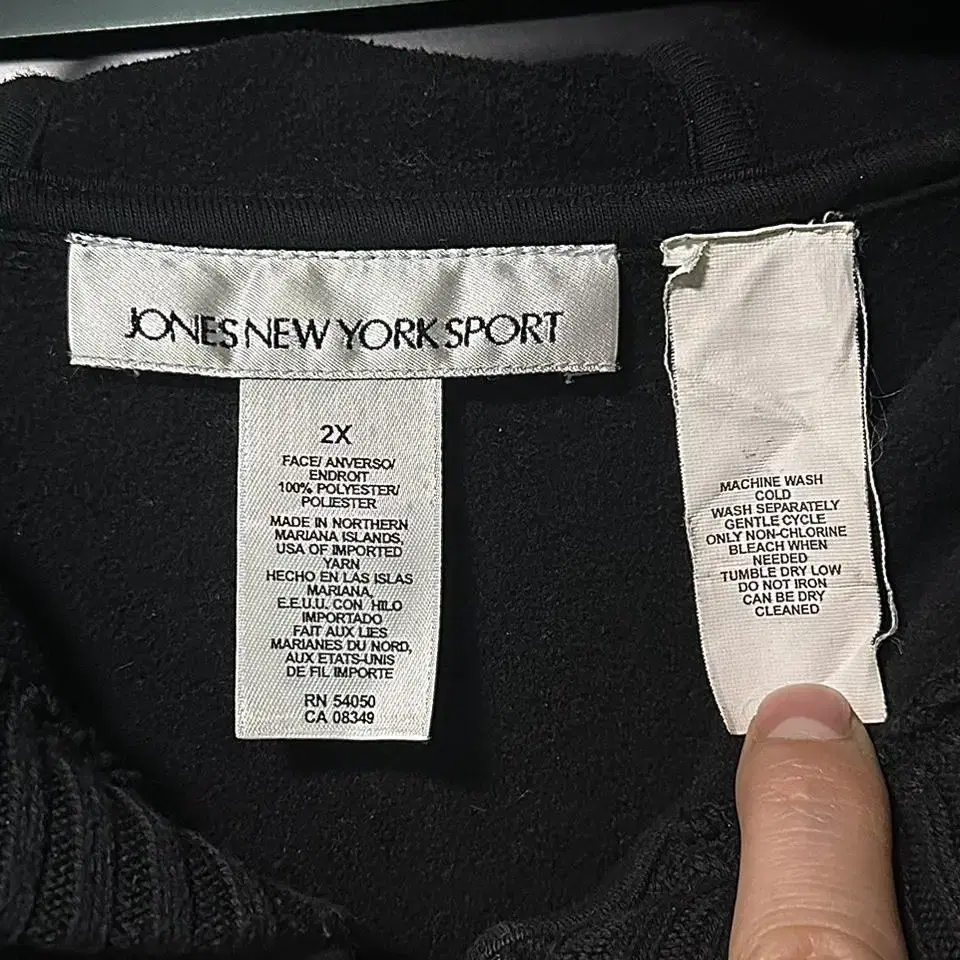 JONES NEW YORK SPORT
2X
FACE/ ANVERSO/
ENDROIT
100% POLYESTER/
POLIESTER
MADE IN NORTHERN
MARIANA ISLANDS,
USA OF IMPORTED
YARN
HECHO EN LAS ISLAS
MARIANA,
E.E.U.U. CON HILO
IMPORTADO
FAIT AUX LIES
MARIANES DU NORD,
AUX ETATS-UNIS
DE FIL IMPORTE
RN 54050
CA 08349
MACHINE WASH
COLD
WASH SEPARATELY
GENTLE CYCLE
ONLY NON-CHLORINE
BLEACH WHEN
NEEDED
TUMBLE DRY LOW
DO NOT IRON
CAN BE DRY
CLEANED